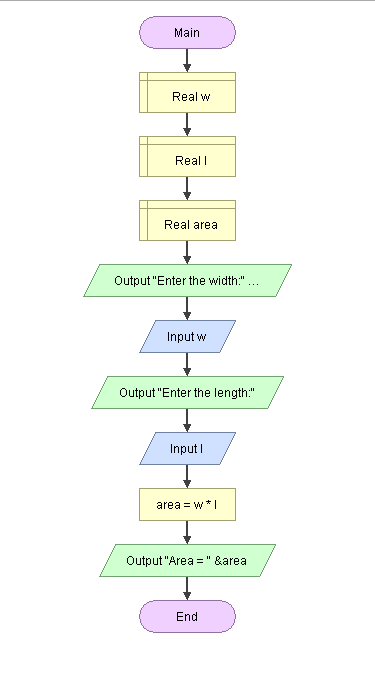 Main
Real w
Real l
Real area
Output "Enter the width:" ...
Input w
Output "Enter the length:"
Input l
area = w * l
Output "Area = " &area
End